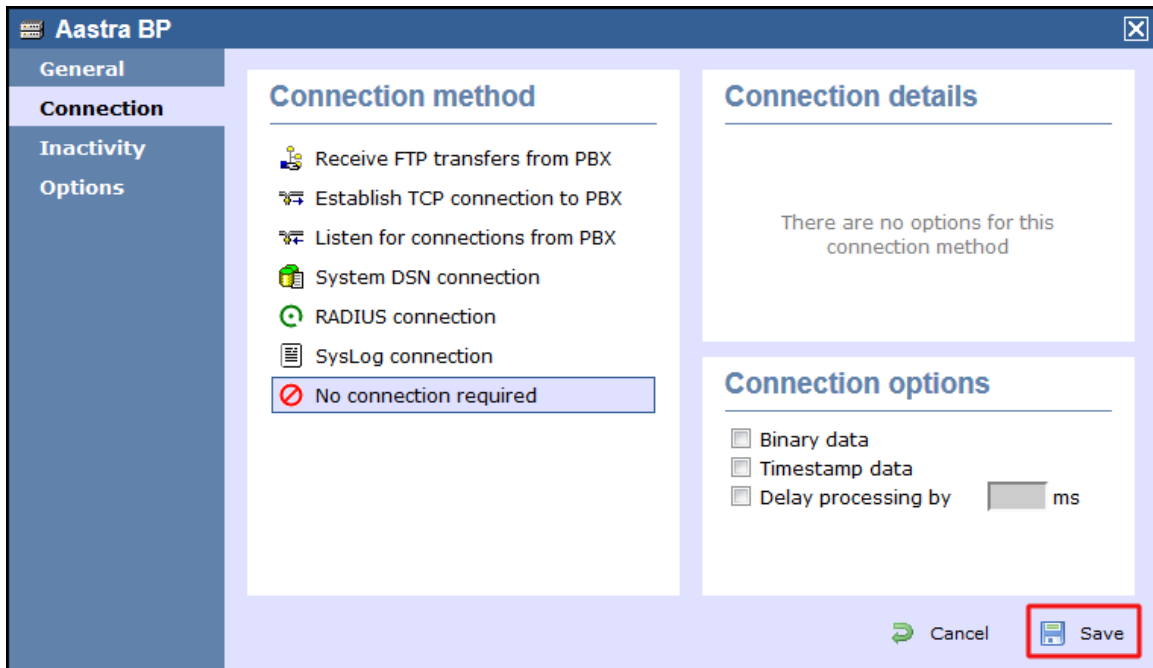 Aastra BP
General
Connection
Inactivity
Options
Connection method
Receive FTP transfers from PBX
Establish TCP connection to PBX
Listen for connections from PBX
System DSN connection
RADIUS connection
SysLog connection
No connection required
Connection details
There are no options for this
connection method
Connection options
Binary data
Timestamp data
Delay processing by ms
Cancel Save